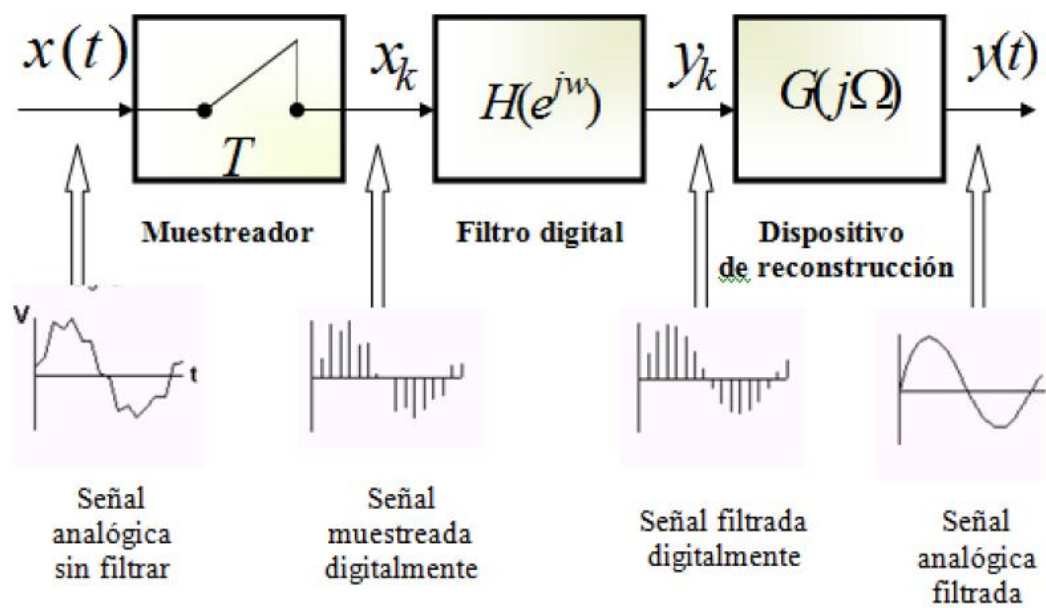 x(t)
x_k
y_k
y(t)
T
H(e^{jw})
G(jΩ)
Muestreador
Filtro digital
Dispositivo
de reconstrucción
V
t
Señal
analógica
sin filtrar
Señal
muestreada
digitalmente
Señal filtrada
digitalmente
Señal
analógica
filtrada